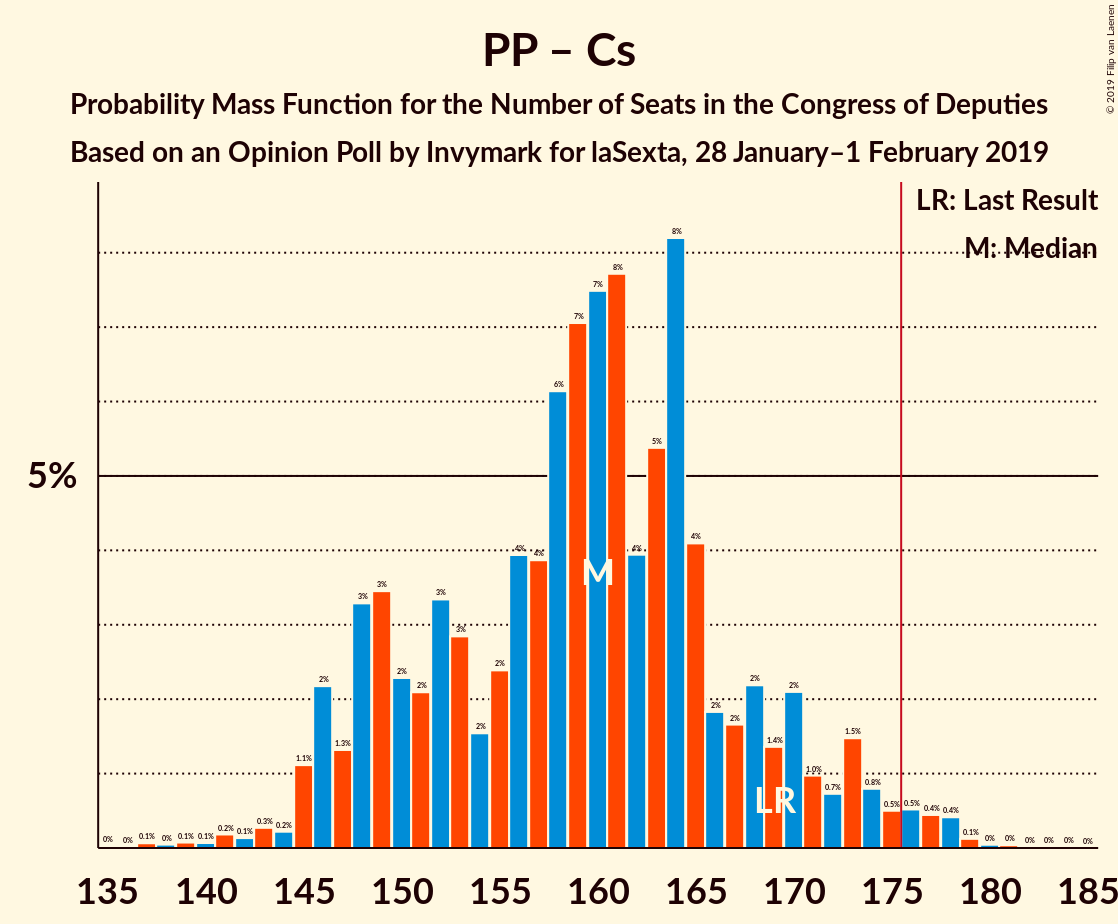 PP – Cs
Probability Mass Function for the Number of Seats in the Congress of Deputies
Based on an Opinion Poll by Invymark for laSexta, 28 January–1 February 2019
© 2019 Filip van Laenen
LR: Last Result
M: Median
5%
0% 0% 0.1% 0% 0.1% 0.1% 0.2% 0.1% 0.3% 0.2% 1.1% 2% 1.3% 3% 3% 2% 2% 3% 3% 2% 2% 4% 4% 6% 7% 7% 8% 4% 5% 8% 4% 2% 2% 2% 1.4% 2% 1.0% 0.7% 1.5% 0.8% 0.5% 0.5% 0.4% 0.4% 0.1% 0% 0% 0% 0% 0% 0%
M
LR
135 140 145 150 155 160 165 170 175 180 185